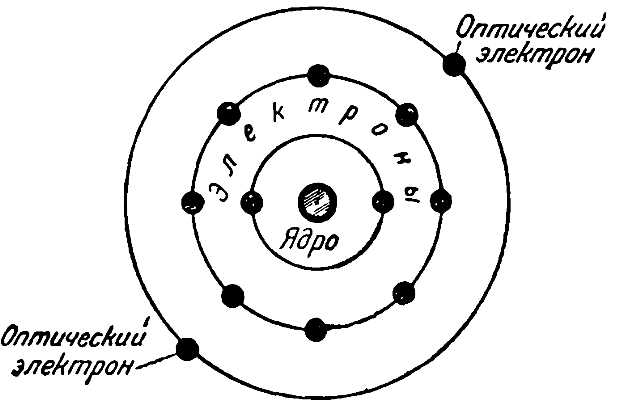 Оптический
электрон
электроны
Ядро
Оптический
электрон